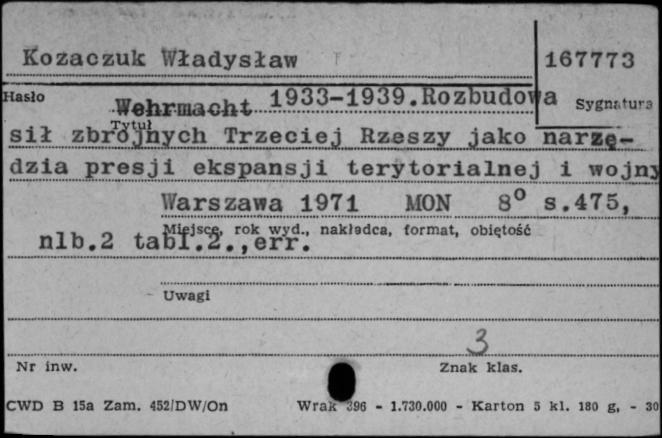 Kozaczuk Władysław
167773
Hasło
Sygnatura
Wehrmacht 1933-1939.Rozbudowa
Tytuł
sił zbrojnych Trzeciej Rzeszy jako narzę-
dzia presji ekspansji terytorialnej i wojny
Warszawa 1971 MON 8° s.475,
Miejsce, rok wyd., nakładca, format, objętość
nlb.2 tabl.2.,err.
Uwagi
3
Nr inw.
Znak klas.
CWD B 15a Zam. 452/DW/On Wrak 396 - 1.730.000 - Karton 5 kl. 180 g, - 30